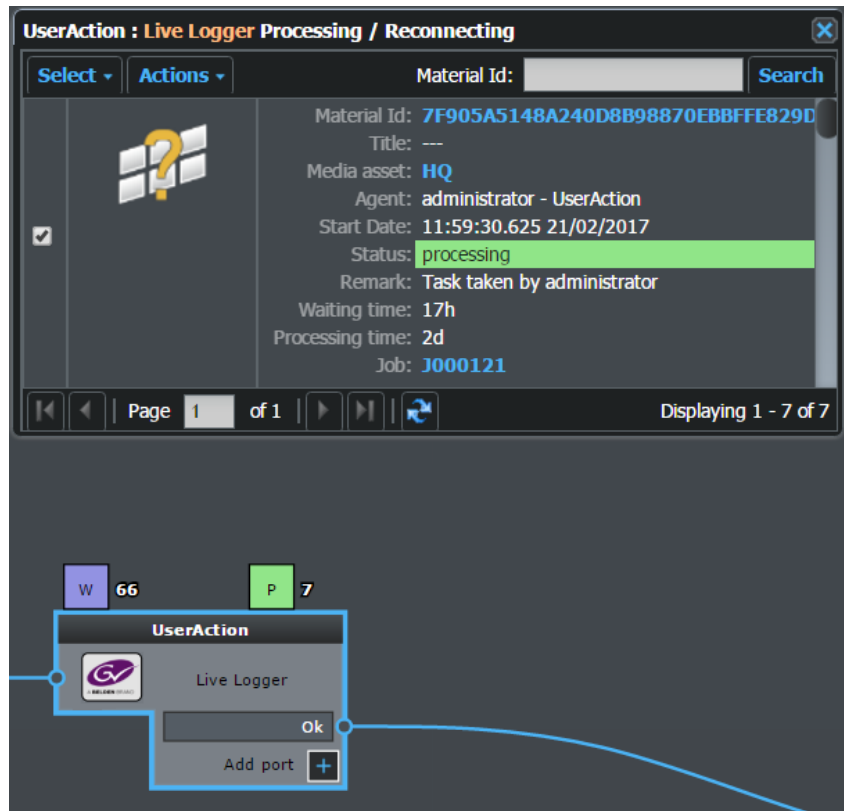 UserAction : Live Logger Processing / Reconnecting
Select Actions Material Id: Search
Material Id: 7F905A5148A240D8B98870EBBFFE829D
Title: ---
Media asset: HQ
Agent: administrator - UserAction
Start Date: 11:59:30.625 21/02/2017
Status: processing
Remark: Task taken by administrator
Waiting time: 17h
Processing time: 2d
Job: J000121
Page 1 of 1 Displaying 1 - 7 of 7
W 66 P 7
UserAction
GV
A BELDEN BRAND
Live Logger
Ok
Add port +